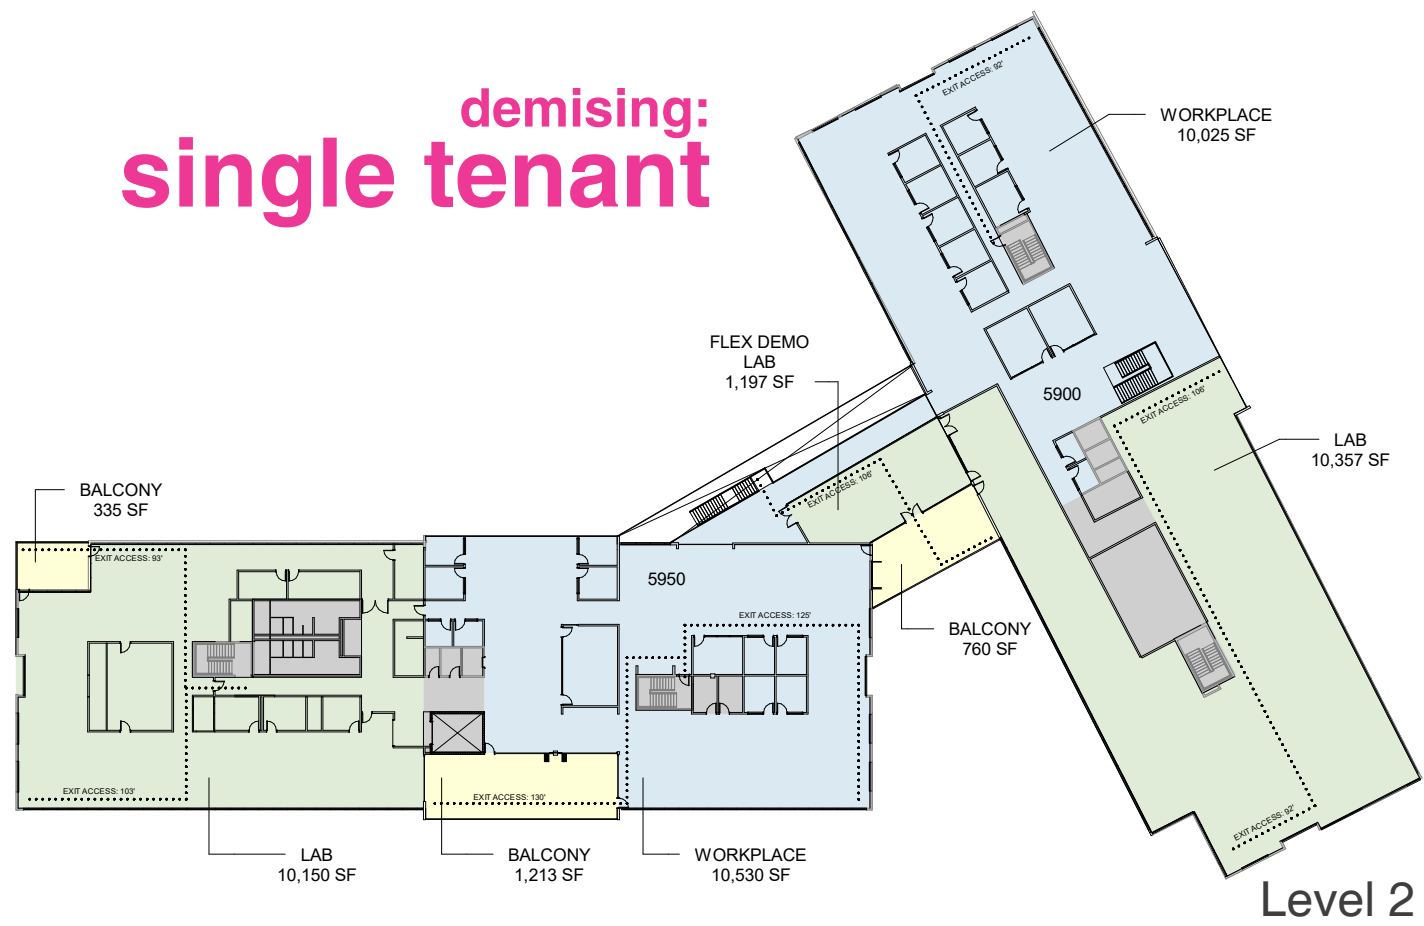 demising:
single tenant
EXIT ACCESS: 92'
WORKPLACE
10,025 SF
FLEX DEMO
LAB
1,197 SF
5900
EXIT ACCESS: 106'
LAB
10,357 SF
EXIT ACCESS: 106'
BALCONY
335 SF
EXIT ACCESS: 93'
5950
EXIT ACCESS: 125'
BALCONY
760 SF
EXIT ACCESS: 103'
EXIT ACCESS: 130'
EXIT ACCESS: 92'
LAB
10,150 SF
BALCONY
1,213 SF
WORKPLACE
10,530 SF
Level 2